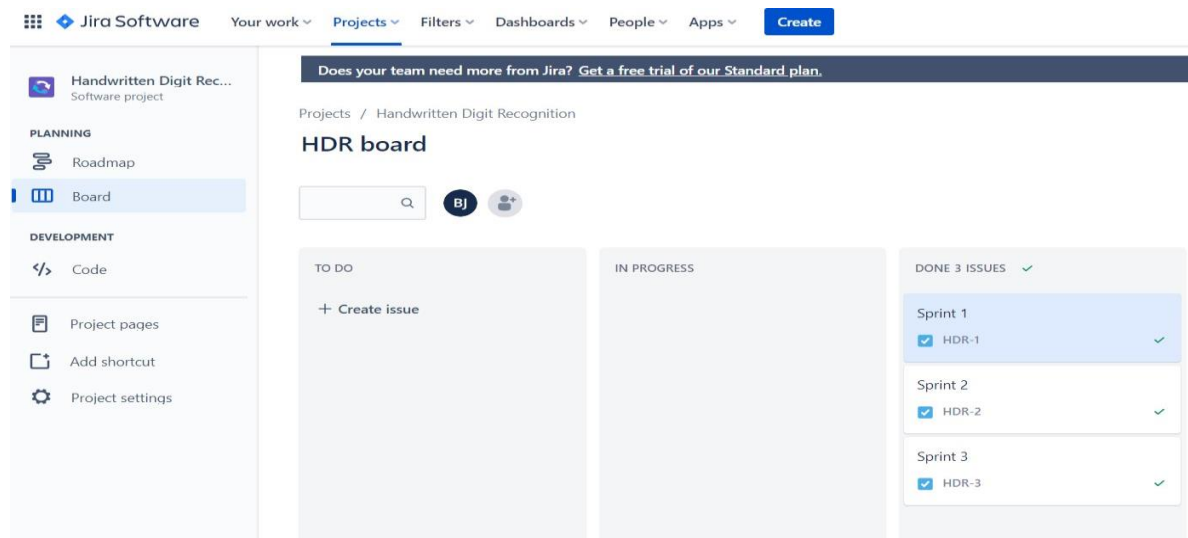 Jira Software Your work Projects Filters Dashboards People Apps Create
Handwritten Digit Rec...
Software project
PLANNING
Roadmap
Board
DEVELOPMENT
Code
Project pages
Add shortcut
Project settings
Does your team need more from Jira? Get a free trial of our Standard plan.
Projects / Handwritten Digit Recognition
HDR board
BJ
TO DO
+ Create issue
IN PROGRESS
DONE 3 ISSUES
Sprint 1
HDR-1
Sprint 2
HDR-2
Sprint 3
HDR-3